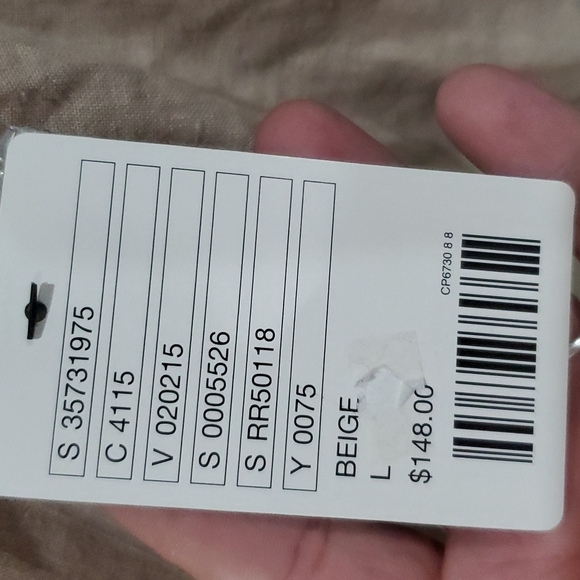 S 35731975
C 4115
V 020215
S 0005526
S RR50118
Y 0075
BEIGE
L
$148.00
CP6730 8 8